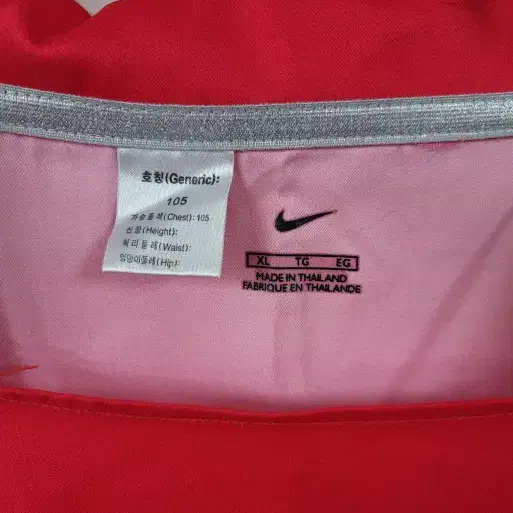 호칭(Generic):
105
가슴둘레(Chest): 105
신장(Height):
허리둘레(Waist):
엉덩이둘레(Hip):
XL TG EG
MADE IN THAILAND
FABRIQUE EN THAILANDE